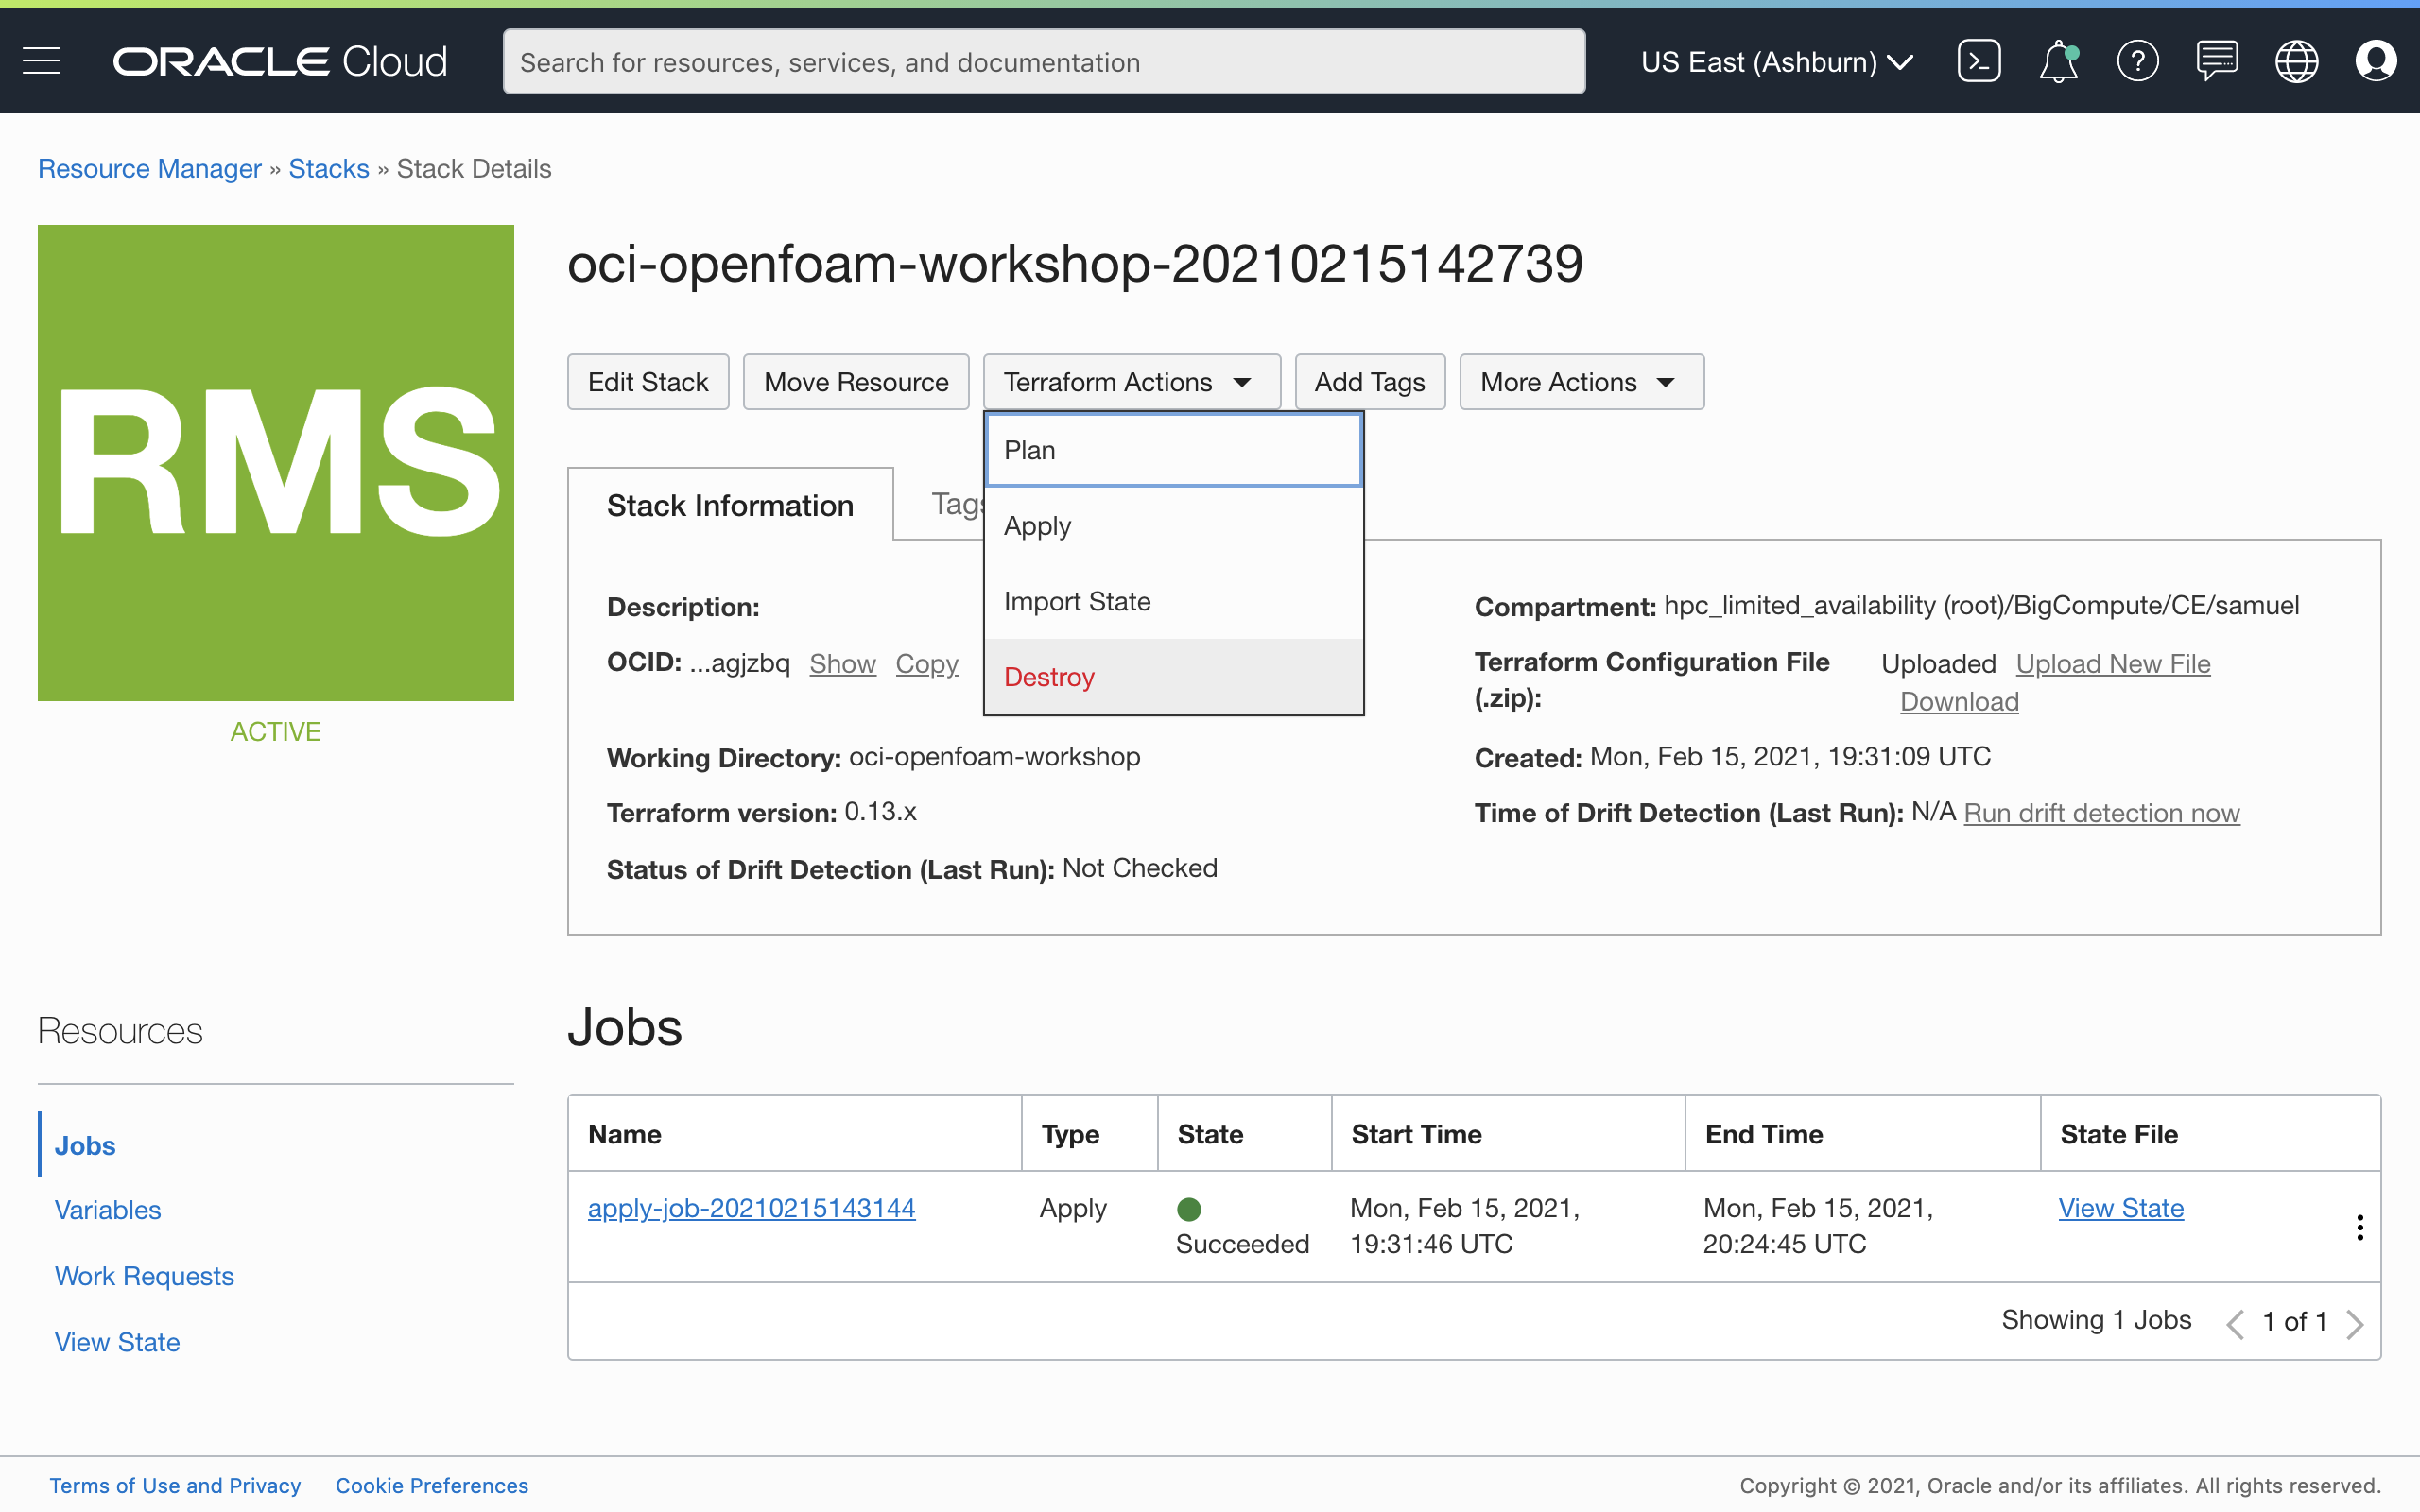 ORACLE Cloud
Search for resources, services, and documentation
US East (Ashburn)
Resource Manager » Stacks » Stack Details
RMS
ACTIVE
oci-openfoam-workshop-20210215142739
Edit Stack
Move Resource
Terraform Actions
Add Tags
More Actions
Plan
Apply
Import State
Destroy
Stack Information
Tags
Description:
OCID: ...agjzbq Show Copy
Working Directory: oci-openfoam-workshop
Terraform version: 0.13.x
Status of Drift Detection (Last Run): Not Checked
Compartment: hpc_limited_availability (root)/BigCompute/CE/samuel
Terraform Configuration File Uploaded Upload New File
(.zip): Download
Created: Mon, Feb 15, 2021, 19:31:09 UTC
Time of Drift Detection (Last Run): N/A Run drift detection now
Resources
Jobs
Variables
Work Requests
View State
Jobs
Name Type State Start Time End Time State File
apply-job-20210215143144 Apply Mon, Feb 15, 2021, Mon, Feb 15, 2021, View State
Succeeded 19:31:46 UTC 20:24:45 UTC
Showing 1 Jobs 1 of 1
Terms of Use and Privacy Cookie Preferences
Copyright © 2021, Oracle and/or its affiliates. All rights reserved.